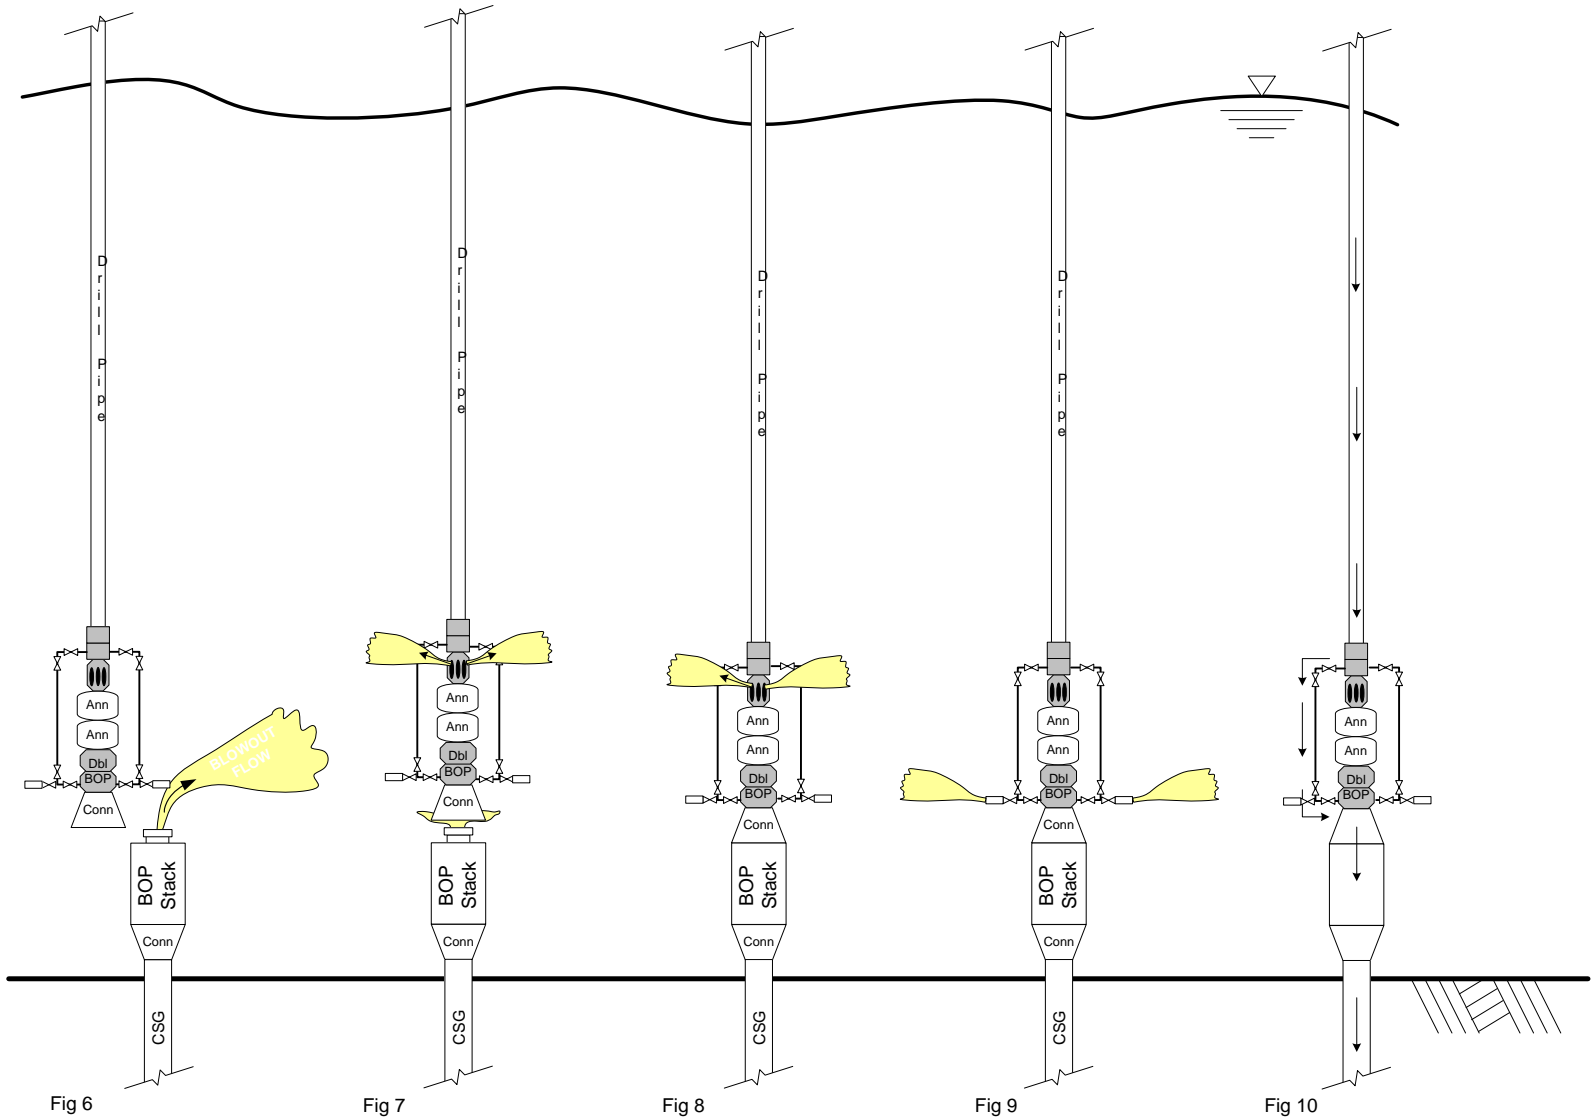 Drill Pipe
Ann
Ann
Dbl
BOP
Conn
BLOWOUT
FLOW
BOP
Stack
Conn
CSG
Fig 6
Drill Pipe
Ann
Ann
Dbl
BOP
Conn
BOP
Stack
Conn
CSG
Fig 7
Drill Pipe
Ann
Ann
Dbl
BOP
Conn
BOP
Stack
Conn
CSG
Fig 8
Drill Pipe
Ann
Ann
Dbl
BOP
Conn
BOP
Stack
Conn
CSG
Fig 9
Ann
Ann
Dbl
BOP
Fig 10